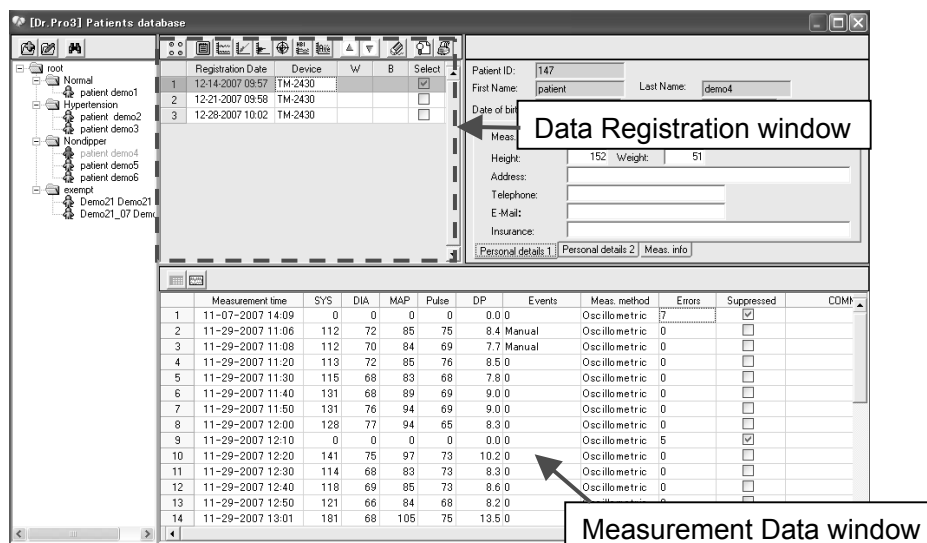 [Dr.Pro3] Patients database
root
Normal
patient demo1
Hypertension
patient demo2
patient demo3
Nondipper
patient demo4
patient demo5
patient demo6
exempt
Demo21 Demo21
Demo21_07 Demo
Registration Date Device W B Select
1 12-14-2007 09:57 TM-2430
2 12-21-2007 09:58 TM-2430
3 12-28-2007 10:02 TM-2430
Patient ID: 147
First Name: patient Last Name: demo4
Date of birt
Data Registration window
Meas.
Height: 152 Weight: 51
Address:
Telephone:
E-Mail:
Insurance:
Personal details 1 Personal details 2 Meas. info
Measurement time SYS DIA MAP Pulse DP Events Meas. method Errors Suppressed COMM
1 11-07-2007 14:09 0 0 0 0 0.0 0 Oscillometric 7
2 11-29-2007 11:06 112 72 85 75 8.4 Manual Oscillometric 0
3 11-29-2007 11:08 112 70 84 69 7.7 Manual Oscillometric 0
4 11-29-2007 11:20 113 72 85 76 8.5 0 Oscillometric 0
5 11-29-2007 11:30 115 68 83 68 7.8 0 Oscillometric 0
6 11-29-2007 11:40 131 68 89 69 9.0 0 Oscillometric 0
7 11-29-2007 11:50 131 76 94 69 9.0 0 Oscillometric 0
8 11-29-2007 12:00 128 77 94 65 8.3 0 Oscillometric 0
9 11-29-2007 12:10 0 0 0 0 0.0 0 Oscillometric 5
10 11-29-2007 12:20 141 75 97 73 10.2 0 Oscillometric 0
11 11-29-2007 12:30 114 68 83 73 8.3 0 Oscillometric 0
12 11-29-2007 12:40 118 69 85 73 8.6 0 Oscillometric 0
13 11-29-2007 12:50 121 66 84 68 8.2 0
14 11-29-2007 13:01 181 68 105 75 13.5 0
Measurement Data window